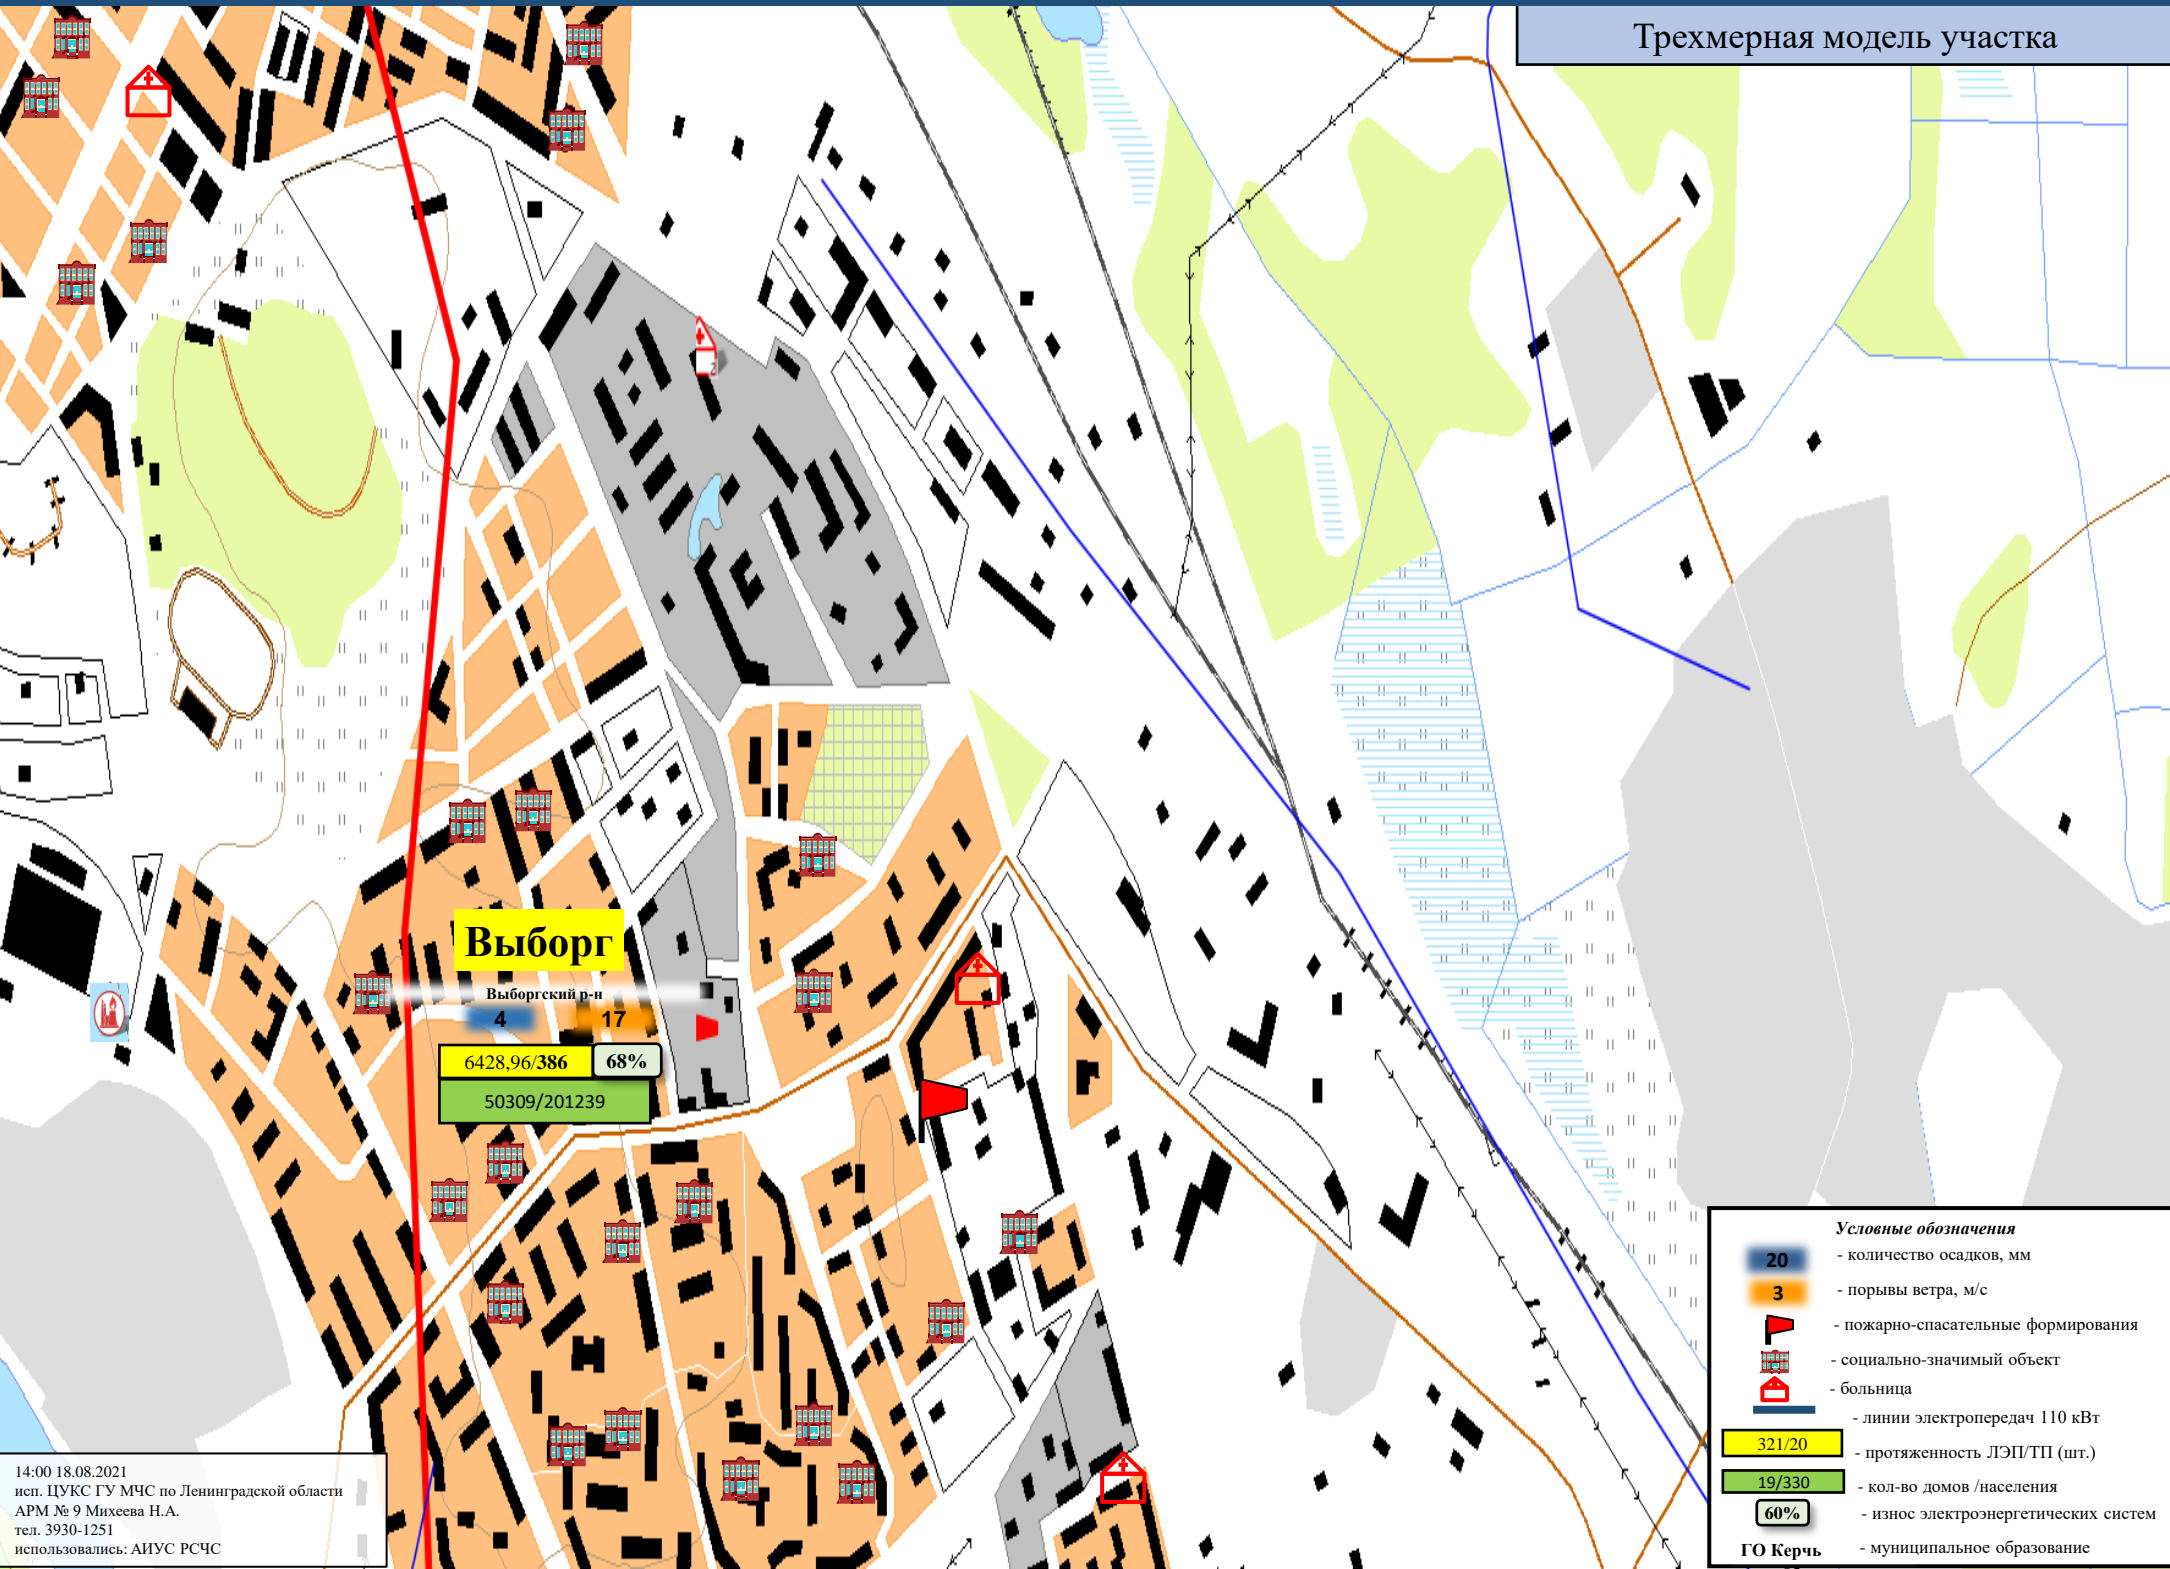 Трехмерная модель участка
Выборг
Выборгский р-н
4
17
6428,96/386
68%
50309/201239
Условные обозначения
20
- количество осадков, мм
3
- порывы ветра, м/с
- пожарно-спасательные формирования
- социально-значимый объект
- больница
- линии электропередач 110 кВт
321/20
- протяженность ЛЭП/ТП (шт.)
19/330
- кол-во домов /населения
60%
- износ электроэнергетических систем
ГО Керчь
- муниципальное образование
14:00 18.08.2021
исп. ЦУКС ГУ МЧС по Ленинградской области
АРМ № 9 Михеева Н.А.
тел. 3930-1251
использовались: АИУС РСЧС